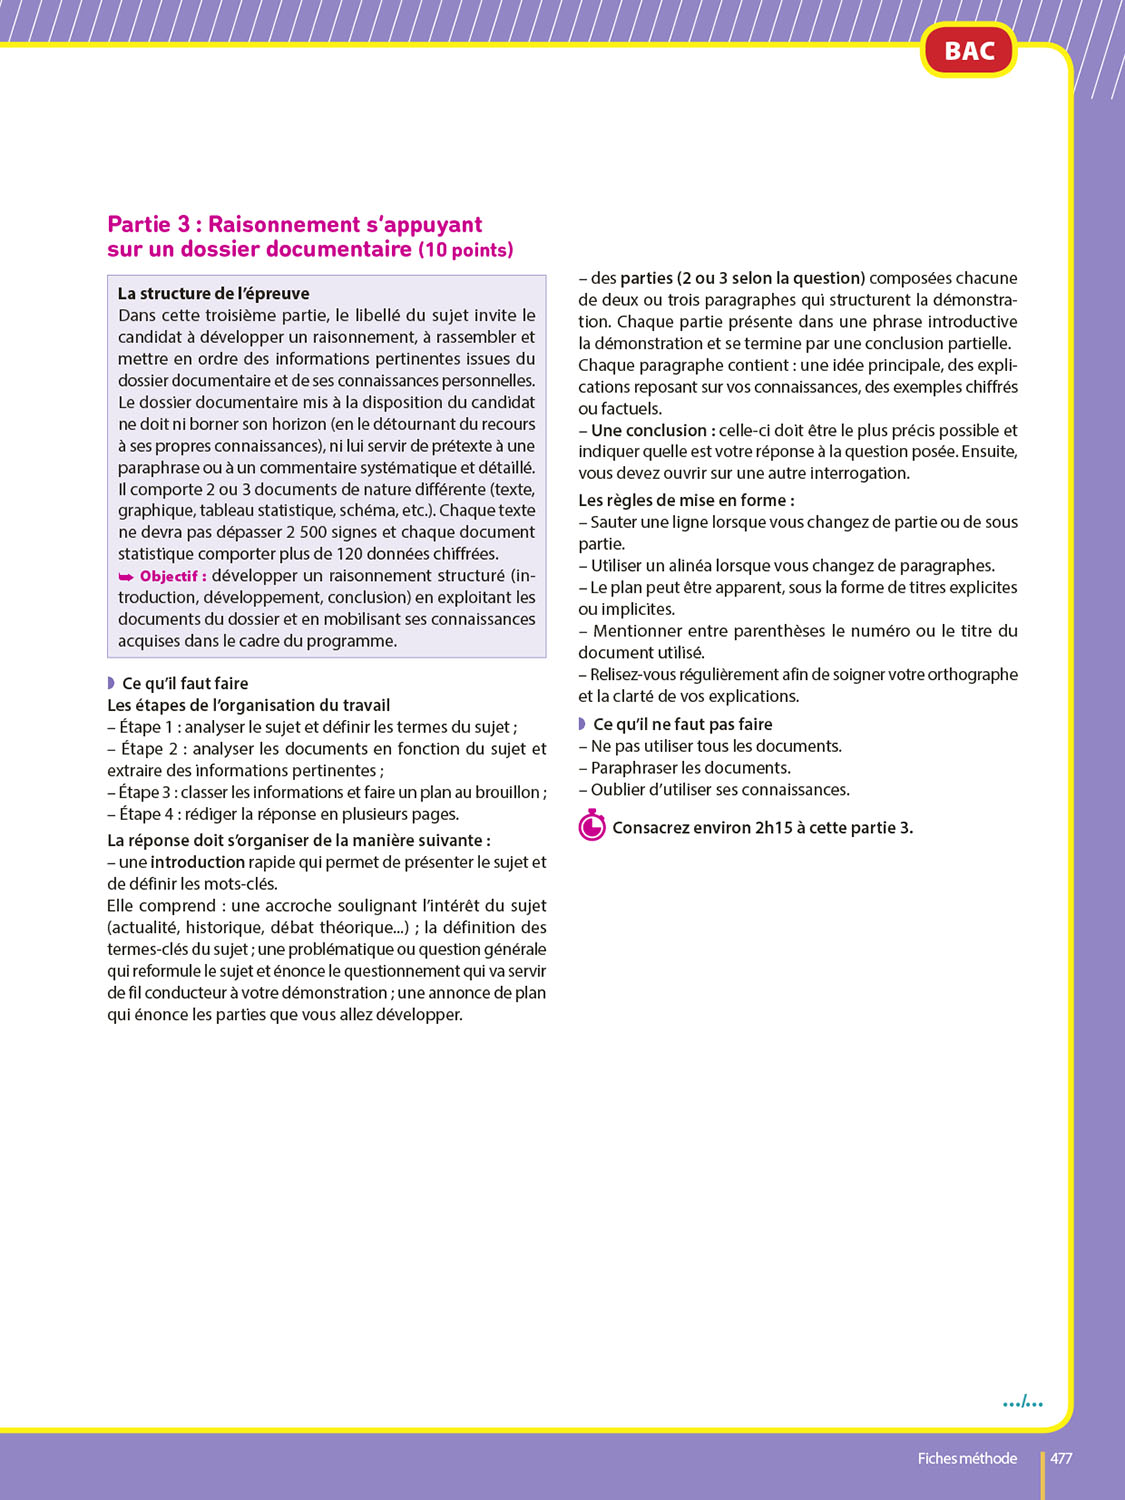 BAC
Partie 3 : Raisonnement s’appuyant
sur un dossier documentaire (10 points)
La structure de l’épreuve
Dans cette troisième partie, le libellé du sujet invite le
candidat à développer un raisonnement, à rassembler et
mettre en ordre des informations pertinentes issues du
dossier documentaire et de ses connaissances personnelles.
Le dossier documentaire mis à la disposition du candidat
ne doit ni borner son horizon (en le détournant du recours
à ses propres connaissances), ni lui servir de prétexte à une
paraphrase ou à un commentaire systématique et détaillé.
Il comporte 2 ou 3 documents de nature différente (texte,
graphique, tableau statistique, schéma, etc.). Chaque texte
ne devra pas dépasser 2 500 signes et chaque document
statistique comporter plus de 120 données chiffrées.
➥ Objectif : développer un raisonnement structuré (in-
troduction, développement, conclusion) en exploitant les
documents du dossier et en mobilisant ses connaissances
acquises dans le cadre du programme.
Ce qu’il faut faire
Les étapes de l’organisation du travail
– Étape 1 : analyser le sujet et définir les termes du sujet ;
– Étape 2 : analyser les documents en fonction du sujet et
extraire des informations pertinentes ;
– Étape 3 : classer les informations et faire un plan au brouillon ;
– Étape 4 : rédiger la réponse en plusieurs pages.
La réponse doit s’organiser de la manière suivante :
– une introduction rapide qui permet de présenter le sujet et
de définir les mots-clés.
Elle comprend : une accroche soulignant l’intérêt du sujet
(actualité, historique, débat théorique...) ; la définition des
termes-clés du sujet ; une problématique ou question générale
qui reformule le sujet et énonce le questionnement qui va servir
de fil conducteur à votre démonstration ; une annonce de plan
qui énonce les parties que vous allez développer.
– des parties (2 ou 3 selon la question) composées chacune
de deux ou trois paragraphes qui structurent la démonstra-
tion. Chaque partie présente dans une phrase introductive
la démonstration et se termine par une conclusion partielle.
Chaque paragraphe contient : une idée principale, des expli-
cations reposant sur vos connaissances, des exemples chiffrés
ou factuels.
– Une conclusion : celle-ci doit être le plus précis possible et
indiquer quelle est votre réponse à la question posée. Ensuite,
vous devez ouvrir sur une autre interrogation.
Les règles de mise en forme :
– Sauter une ligne lorsque vous changez de partie ou de sous
partie.
– Utiliser un alinéa lorsque vous changez de paragraphes.
– Le plan peut être apparent, sous la forme de titres explicites
ou implicites.
– Mentionner entre parenthèses le numéro ou le titre du
document utilisé.
– Relisez-vous régulièrement afin de soigner votre orthographe
et la clarté de vos explications.
Ce qu’il ne faut pas faire
– Ne pas utiliser tous les documents.
– Paraphraser les documents.
– Oublier d’utiliser ses connaissances.
Consacrez environ 2h15 à cette partie 3.
.../...
Fiches méthode 477